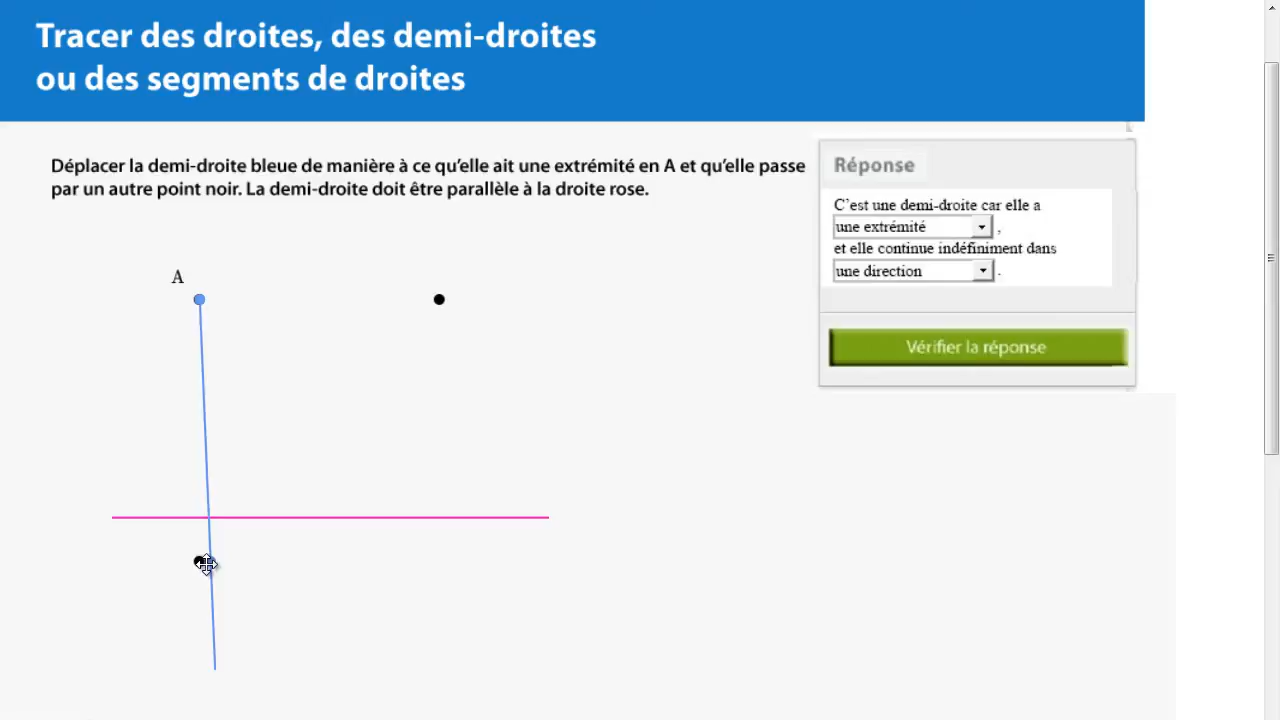 Tracer des droites, des demi-droites
ou des segments de droites
Déplacer la demi-droite bleue de manière à ce qu’elle ait une extrémité en A et qu’elle passe
par un autre point noir. La demi-droite doit être parallèle à la droite rose.
Réponse
C’est une demi-droite car elle a
une extrémité ,
et elle continue indéfiniment dans
une direction .
Vérifier la réponse
A